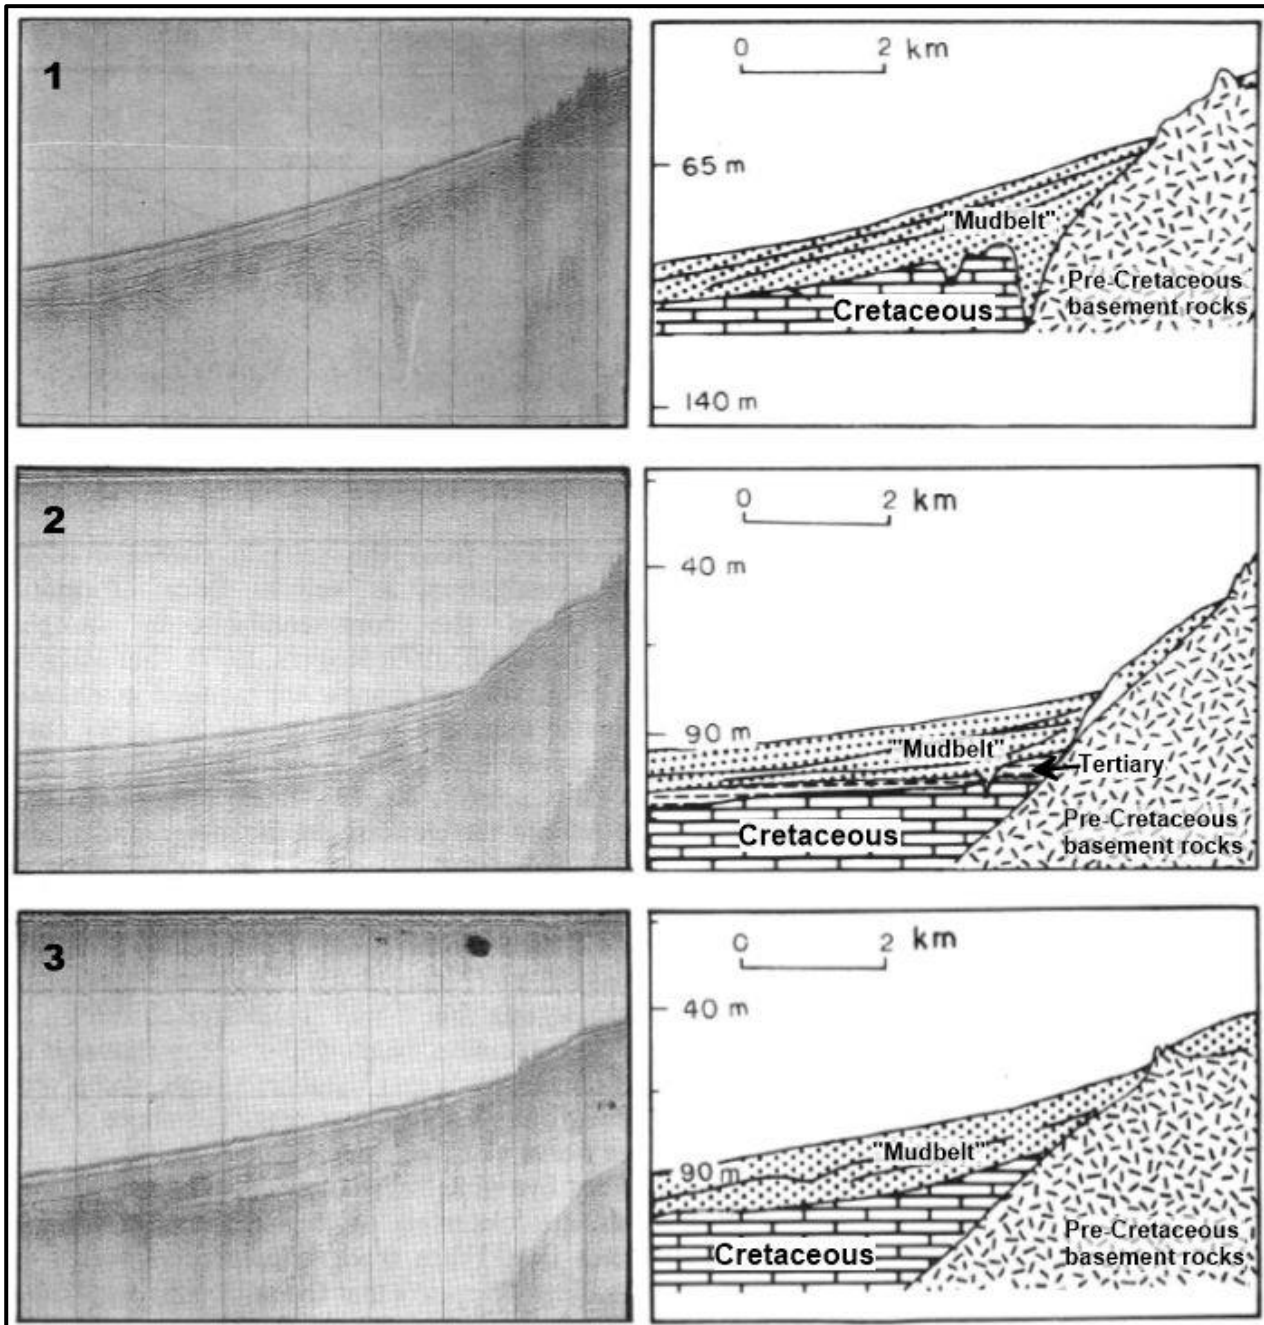 1
0 2 km
65 m
"Mudbelt"
Pre-Cretaceous
basement rocks
Cretaceous
140 m
2
0 2 km
40 m
90 m
"Mudbelt"
Tertiary
Pre-Cretaceous
basement rocks
Cretaceous
3
0 2 km
40 m
"Mudbelt"
90 m
Pre-Cretaceous
basement rocks
Cretaceous